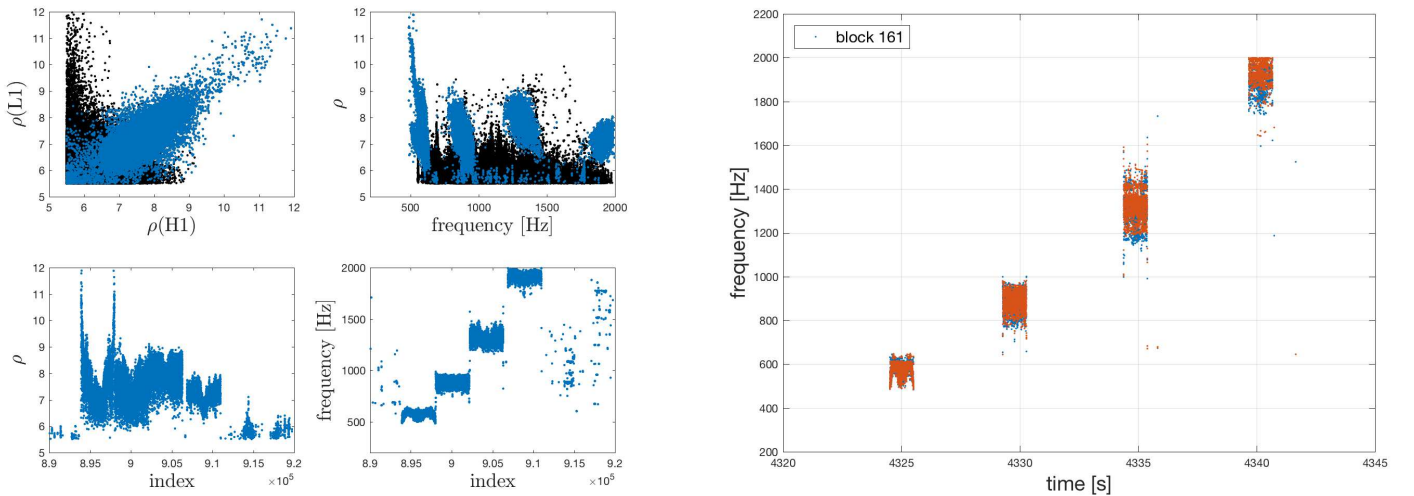 12
11
10
9
8
7
6
5
ρ(L1)
5 6 7 8 9 10 11 12
ρ(H1)
12
11
10
9
8
7
6
5
ρ
500 1000 1500 2000
frequency [Hz]
12
11
10
9
8
7
6
5
ρ
8.9 8.95 9 9.05 9.1 9.15 9.2
index ×10⁵
2000
1500
1000
500
frequency [Hz]
8.9 8.95 9 9.05 9.1 9.15 9.2
index ×10⁵
2200
2000
1800
1600
1400
1200
1000
800
600
400
200
frequency [Hz]
block 161
4320 4325 4330 4335 4340 4345
time [s]